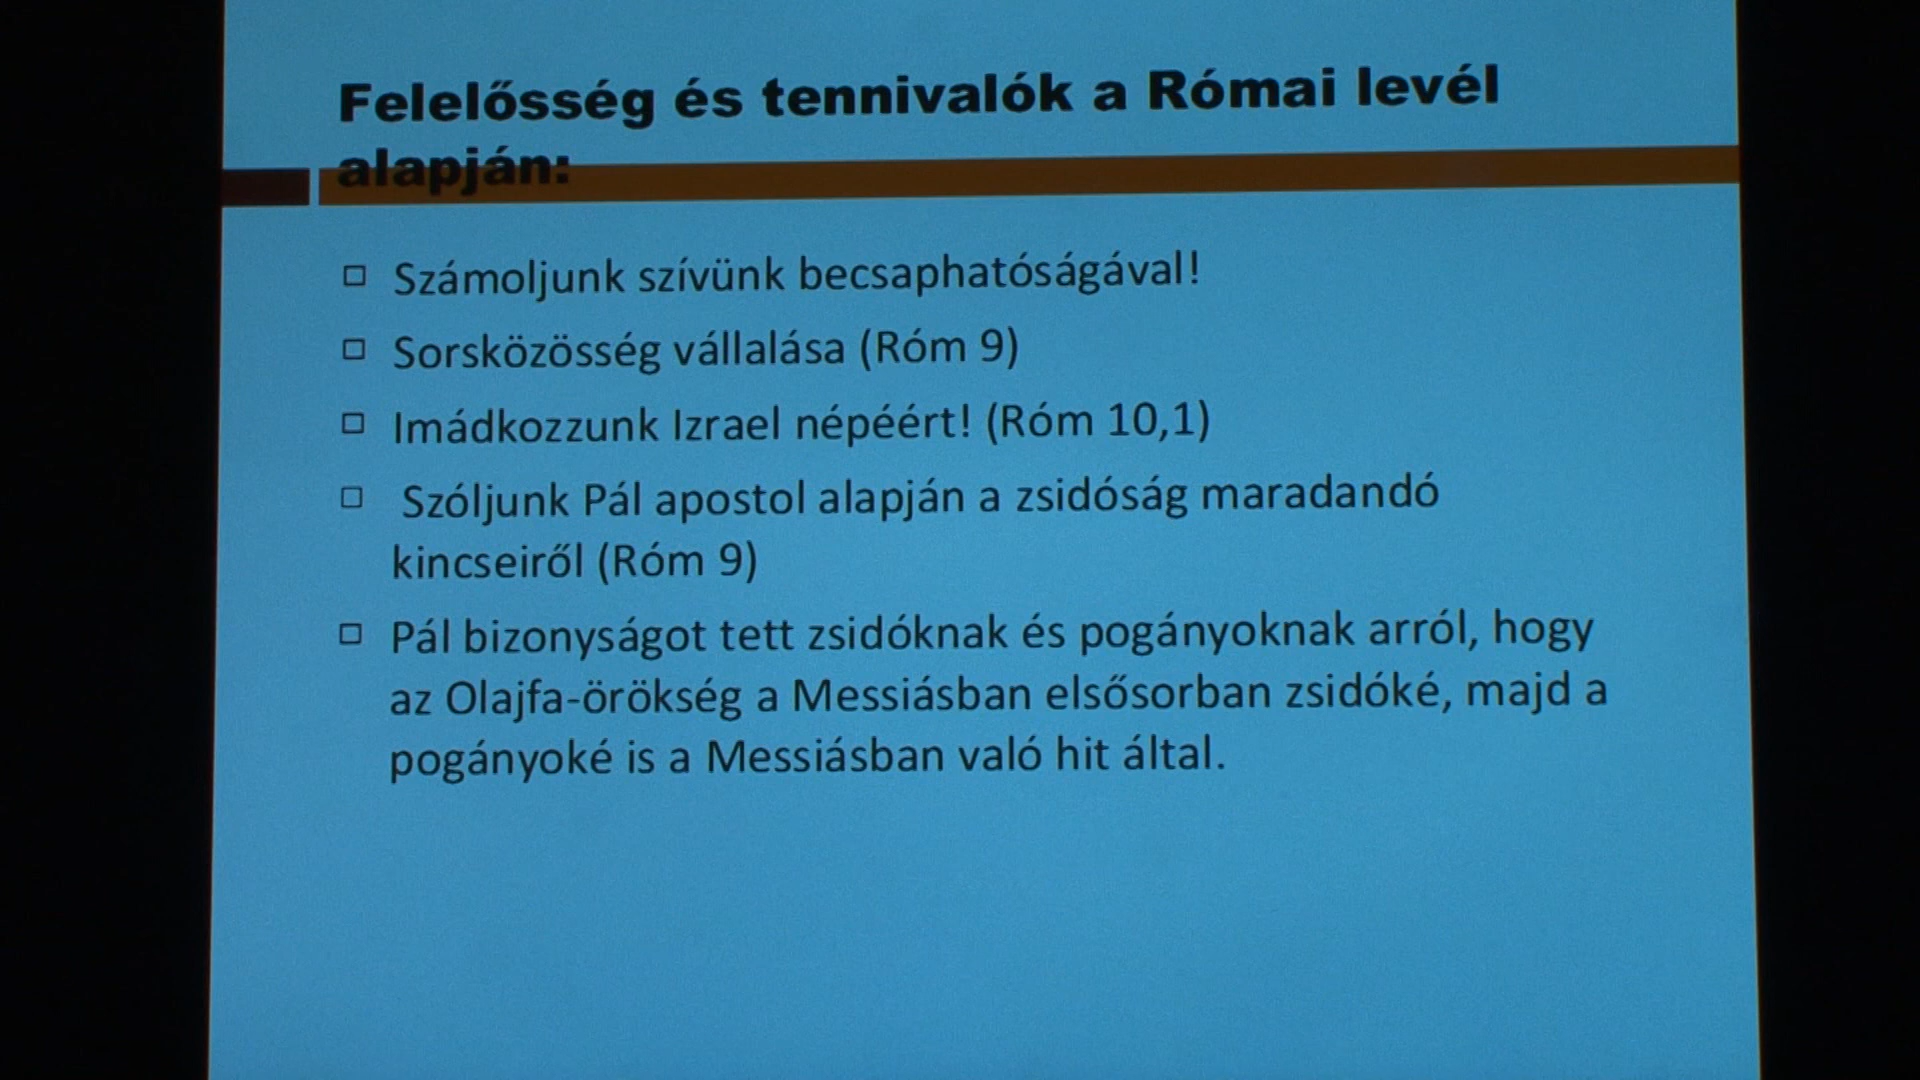 Felelősség és tennivalók a Római levél
alapján:
Számoljunk szívünk becsaphatóságával!
Sorsközösség vállalása (Róm 9)
Imádkozzunk Izrael népéért! (Róm 10,1)
Szóljunk Pál apostol alapján a zsidóság maradandó
kincseiről (Róm 9)
Pál bizonyságot tett zsidóknak és pogányoknak arról, hogy
az Olajfa-örökség a Messiásban elsősorban zsidóké, majd a
pogányoké is a Messiásban való hit által.